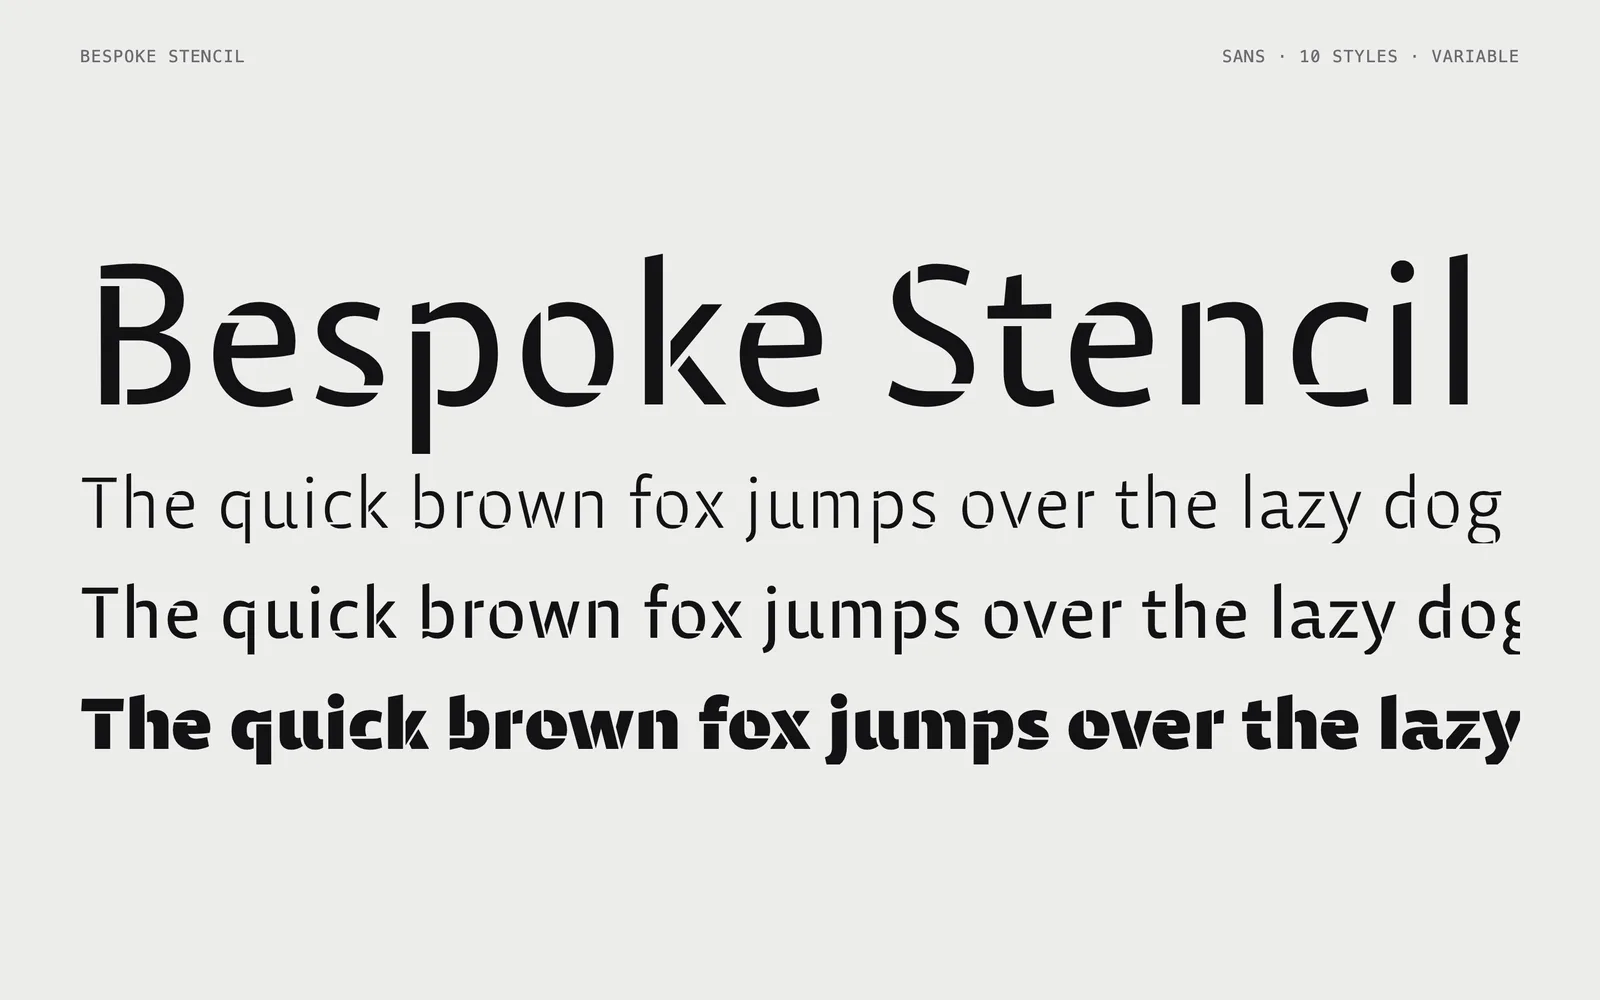 BESPOKE STENCIL
SANS · 10 STYLES · VARIABLE
Bespoke Stencil
The quick brown fox jumps over the lazy dog
The quick brown fox jumps over the lazy dog
The quick brown fox jumps over the lazy